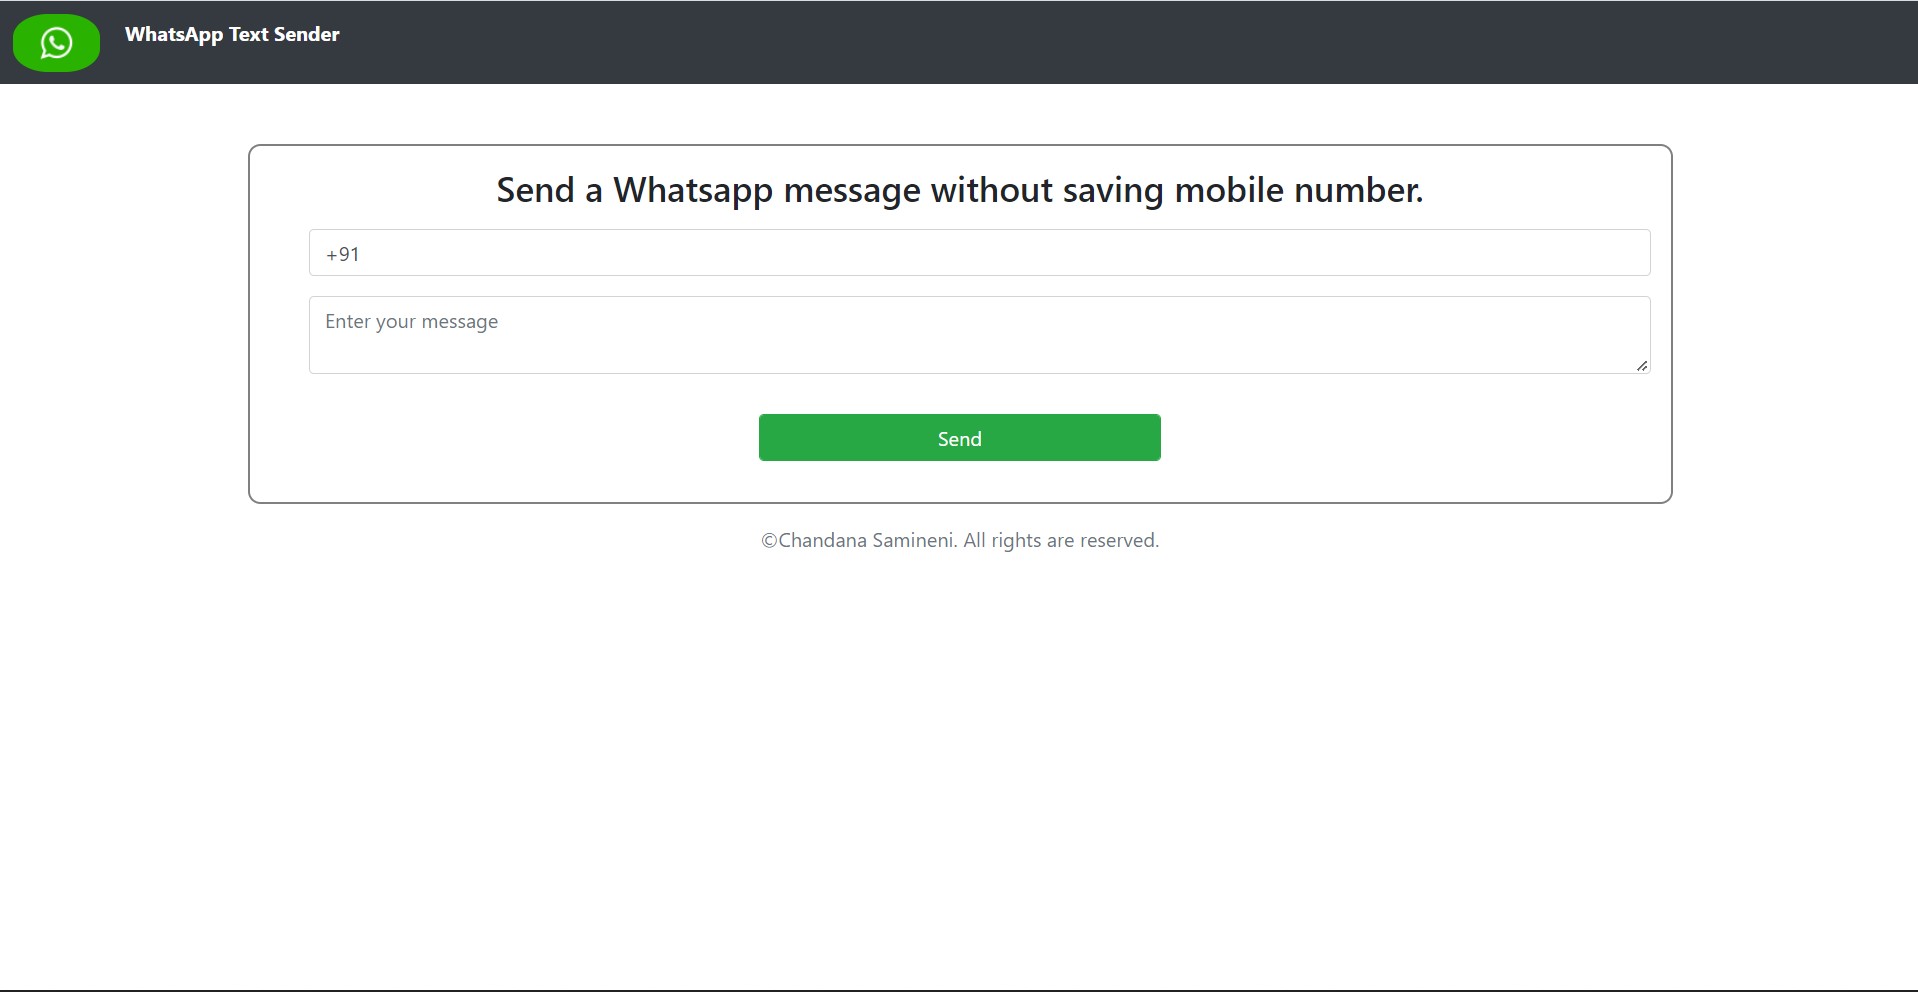 WhatsApp Text Sender
Send a Whatsapp message without saving mobile number.
+91
Enter your message
Send
©Chandana Samineni. All rights are reserved.